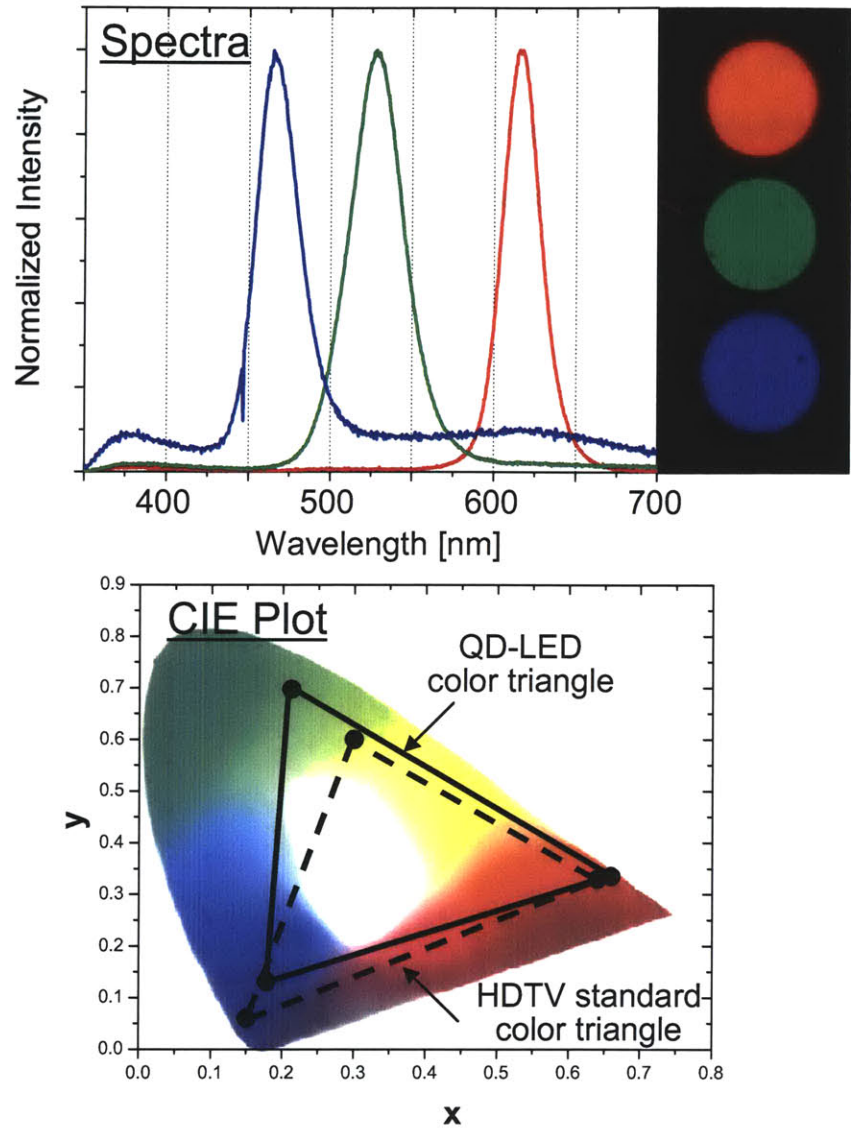 Spectra
Normalized Intensity
400 500 600 700
Wavelength [nm]
CIE Plot
QD-LED
color triangle
HDTV standard
color triangle
0.9
0.8
0.7
0.6
0.5
0.4
0.3
0.2
0.1
0.0
y
0.0 0.1 0.2 0.3 0.4 0.5 0.6 0.7 0.8
x